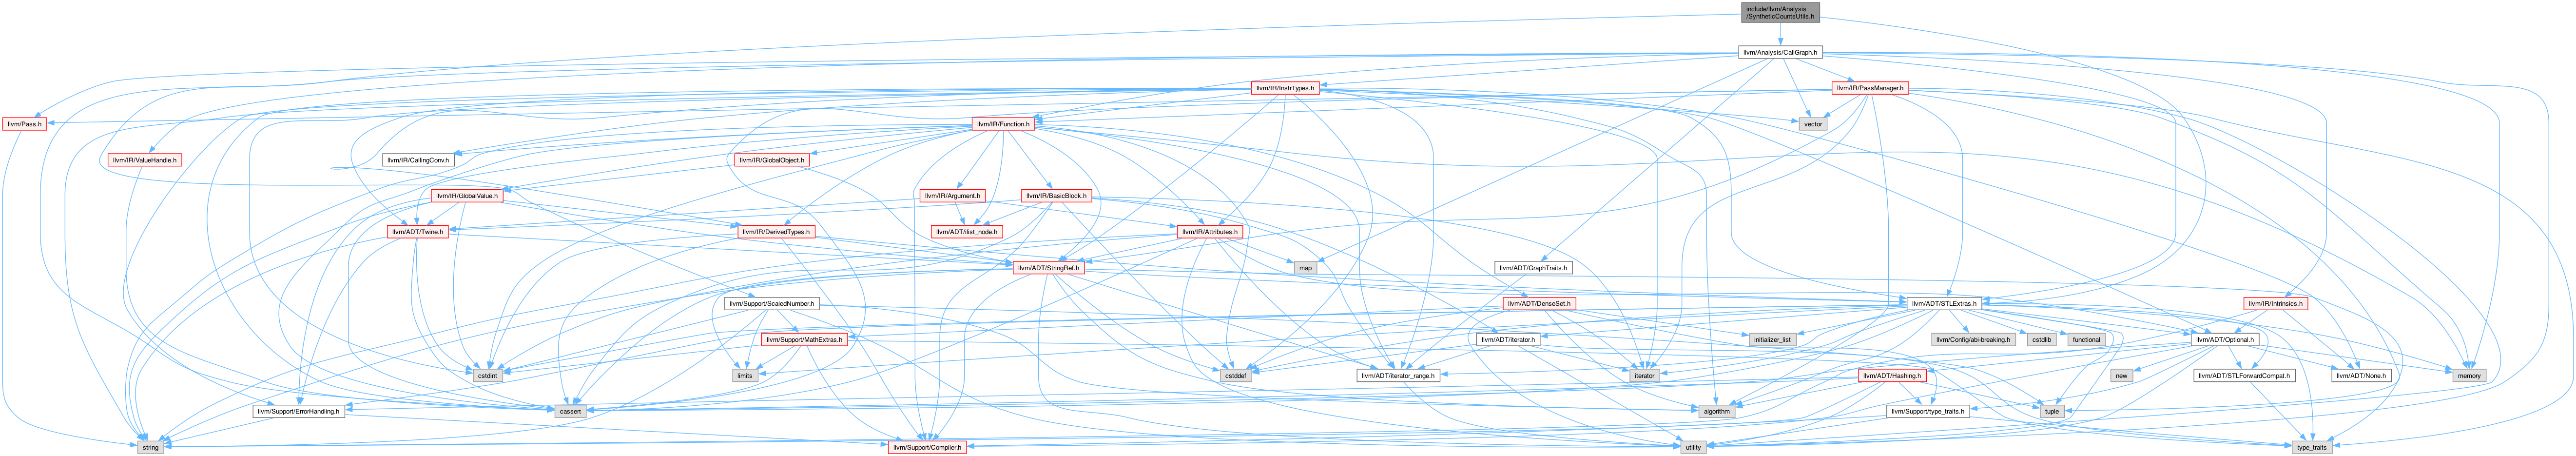 include/llvm/Analysis
/SyntheticCountsUtils.h
llvm/Analysis/CallGraph.h
llvm/IR/InstrTypes.h
llvm/IR/PassManager.h
llvm/Pass.h
llvm/IR/Function.h
vector
llvm/IR/ValueHandle.h
llvm/IR/CallingConv.h
llvm/IR/GlobalObject.h
llvm/IR/GlobalValue.h
llvm/IR/Argument.h
llvm/IR/BasicBlock.h
llvm/ADT/Twine.h
llvm/IR/DerivedTypes.h
llvm/ADT/ilist_node.h
llvm/IR/Attributes.h
llvm/ADT/StringRef.h
map
llvm/ADT/GraphTraits.h
llvm/Support/ScaledNumber.h
llvm/ADT/DenseSet.h
llvm/ADT/STLExtras.h
llvm/IR/Intrinsics.h
llvm/Support/MathExtras.h
llvm/ADT/iterator.h
initializer_list
llvm/Config/abi-breaking.h
cstdlib
functional
llvm/ADT/Optional.h
cstdint
limits
cstddef
llvm/ADT/iterator_range.h
iterator
llvm/ADT/Hashing.h
new
llvm/ADT/STLForwardCompat.h
llvm/ADT/None.h
memory
llvm/Support/ErrorHandling.h
cassert
algorithm
llvm/Support/type_traits.h
tuple
string
llvm/Support/Compiler.h
utility
type_traits